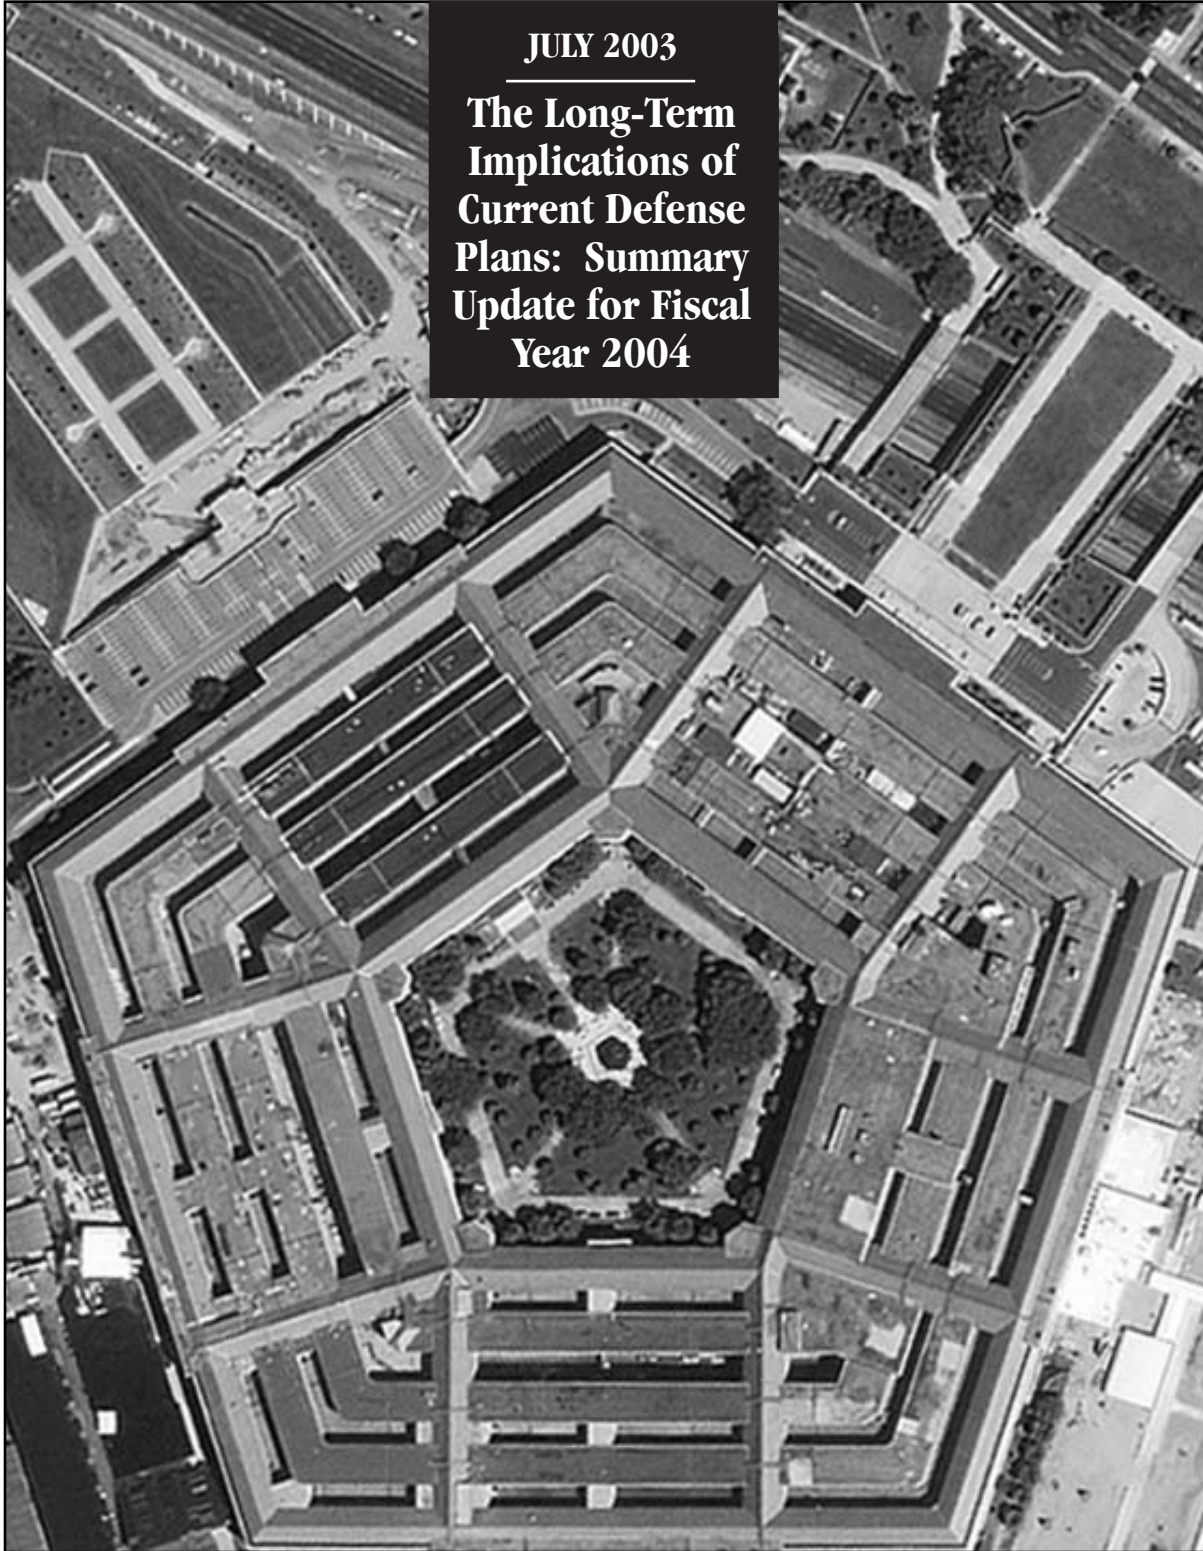 JULY 2003
The Long-Term
Implications of
Current Defense
Plans: Summary
Update for Fiscal
Year 2004